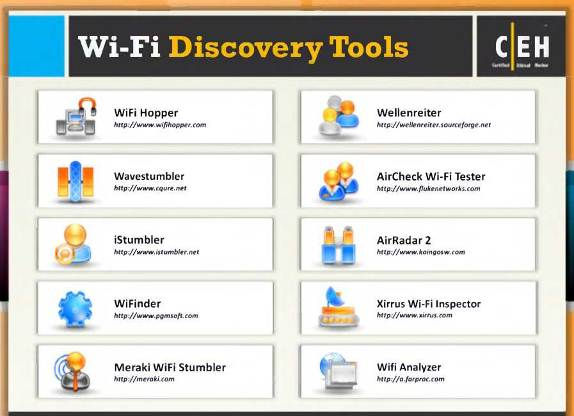 Wi-Fi Discovery Tools
C|EH
Certified Ethical Hacker
WiFi Hopper
http://www.wifihopper.com
Wellenreiter
http://wellenreiter.sourceforge.net
Wavestumbler
http://www.cqure.net
AirCheck Wi-Fi Tester
http://www.flukenetworks.com
iStumbler
http://www.istumbler.net
AirRadar 2
http://www.koingosw.com
WiFinder
http://www.pgmsoft.com
Xirrus Wi-Fi Inspector
http://www.xirrus.com
Meraki WiFi Stumbler
http://meraki.com
Wifi Analyzer
http://a.farproc.com